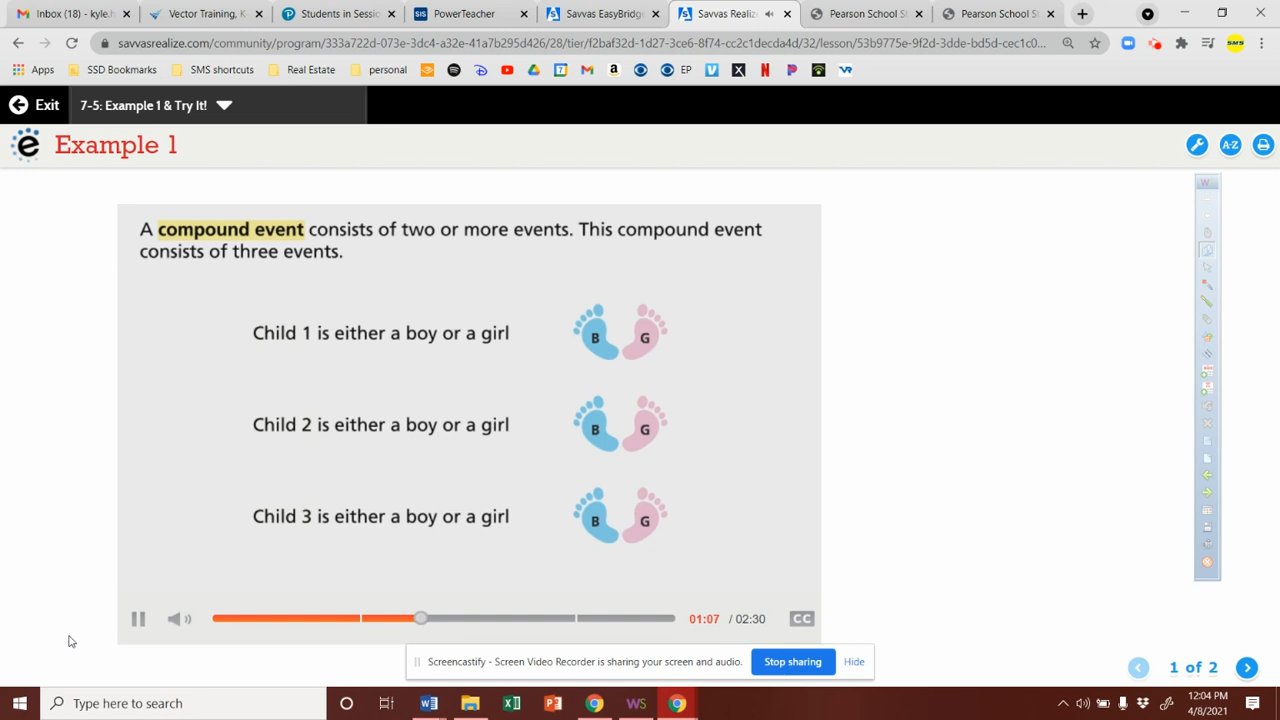 Inbox (18) - kyle.h
Vector Training, K
Students in Sessio
SIS
PowerTeacher
Savvas EasyBridge
Savvas Realize
Pearson School S
Pearson School S
savvasrealize.com/community/program/333a722d-073e-3dc4-a32e-41a7b295d426/28/tier/f2baf32d-1d27-3ce6-8f74-cc2c1decda4d/32/lesson/53b9775e-9f2d-3dde-bd5d-cec1c0...
Apps
SSD Bookmarks
SMS shortcuts
Real Estate
personal
EP
Exit
7-5: Example 1 & Try It!
e Example 1
A-Z
A compound event consists of two or more events. This compound event
consists of three events.
Child 1 is either a boy or a girl
B G
Child 2 is either a boy or a girl
B G
Child 3 is either a boy or a girl
B G
01:07 / 02:30
CC
Screencastify - Screen Video Recorder is sharing your screen and audio.
Stop sharing
Hide
1 of 2
Type here to search
12:04 PM
4/8/2021